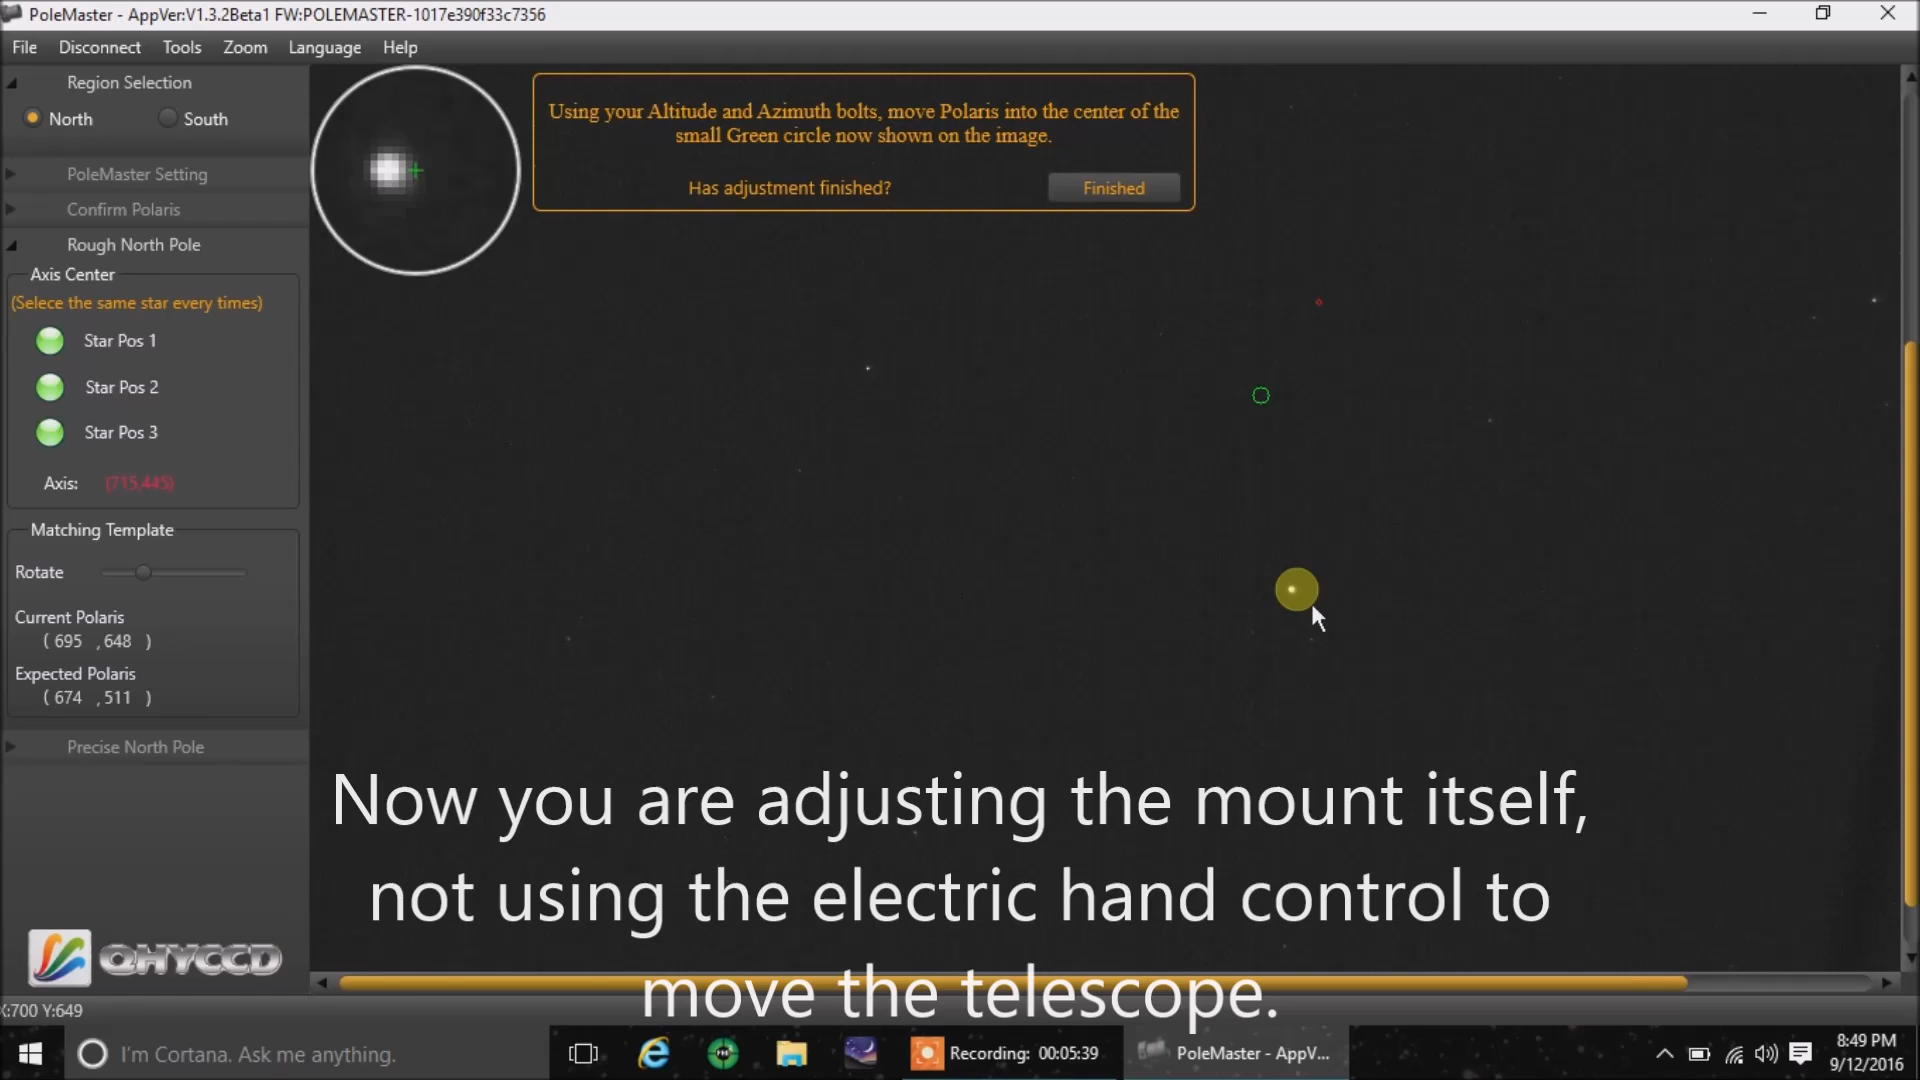 PoleMaster - AppVer:V1.3.2Beta1 FW:POLEMASTER-1017e390f33c7356
File Disconnect Tools Zoom Language Help
Region Selection
North South
PoleMaster Setting
Confirm Polaris
Rough North Pole
Axis Center
(Selece the same star every times)
Star Pos 1
Star Pos 2
Star Pos 3
Axis: (715,445)
Matching Template
Rotate
Current Polaris
( 695 ,648 )
Expected Polaris
( 674 ,511 )
Precise North Pole
QHYCCD
X:700 Y:649
Using your Altitude and Azimuth bolts, move Polaris into the center of the
small Green circle now shown on the image.
Has adjustment finished? Finished
Now you are adjusting the mount itself,
not using the electric hand control to
move the telescope.
I'm Cortana. Ask me anything.
Recording: 00:05:39
PoleMaster - AppV...
8:49 PM
9/12/2016